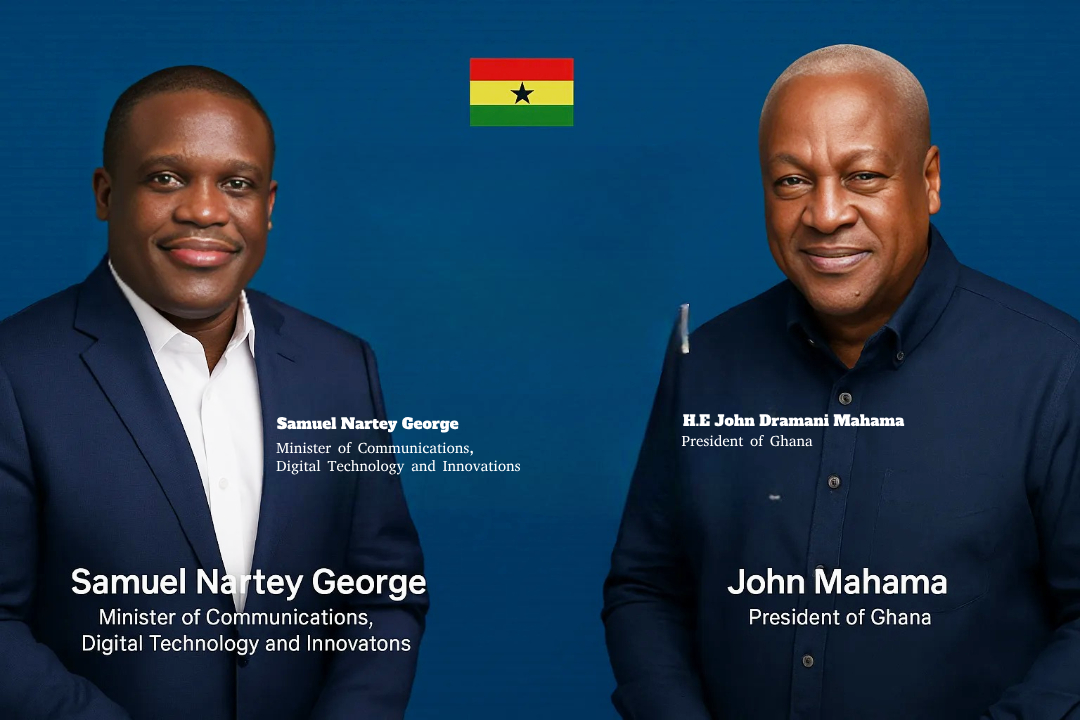 Samuel Nartey George
Minister of Communications,
Digital Technology and Innovations
H.E John Dramani Mahama
President of Ghana
Samuel Nartey George
Minister of Communications,
Digital Technology and Innovatons
John Mahama
President of Ghana